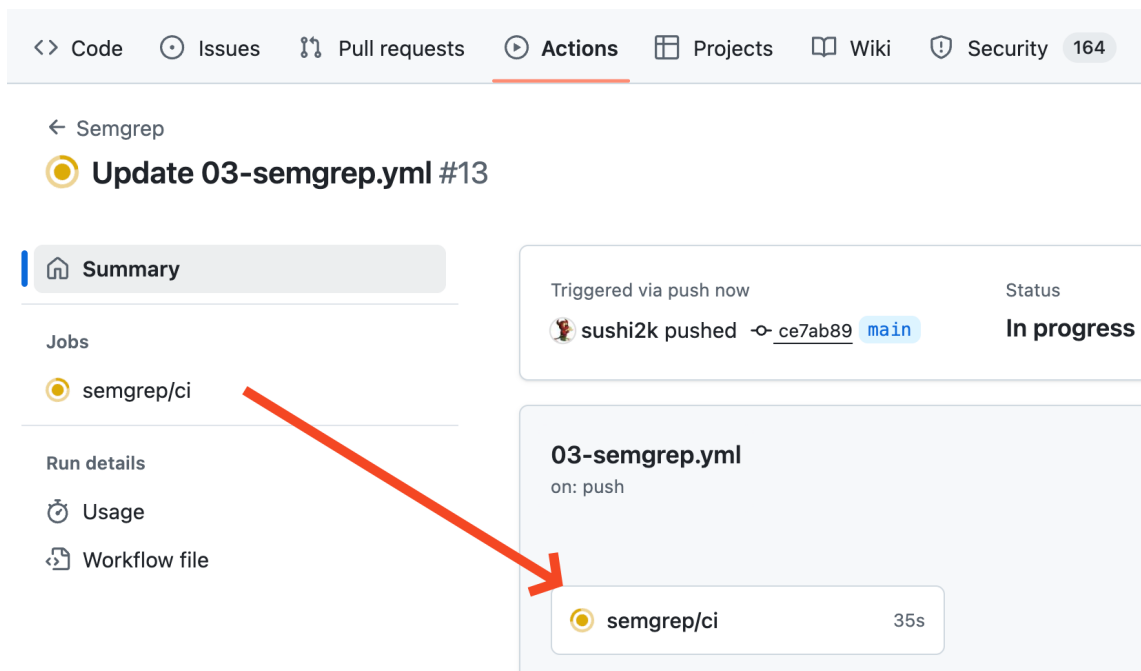 Code Issues Pull requests Actions Projects Wiki Security 164
Semgrep
Update 03-semgrep.yml #13
Summary
Jobs
semgrep/ci
Run details
Usage
Workflow file
Triggered via push now
sushi2k pushed ce7ab89 main
Status
In progress
03-semgrep.yml
on: push
semgrep/ci 35s